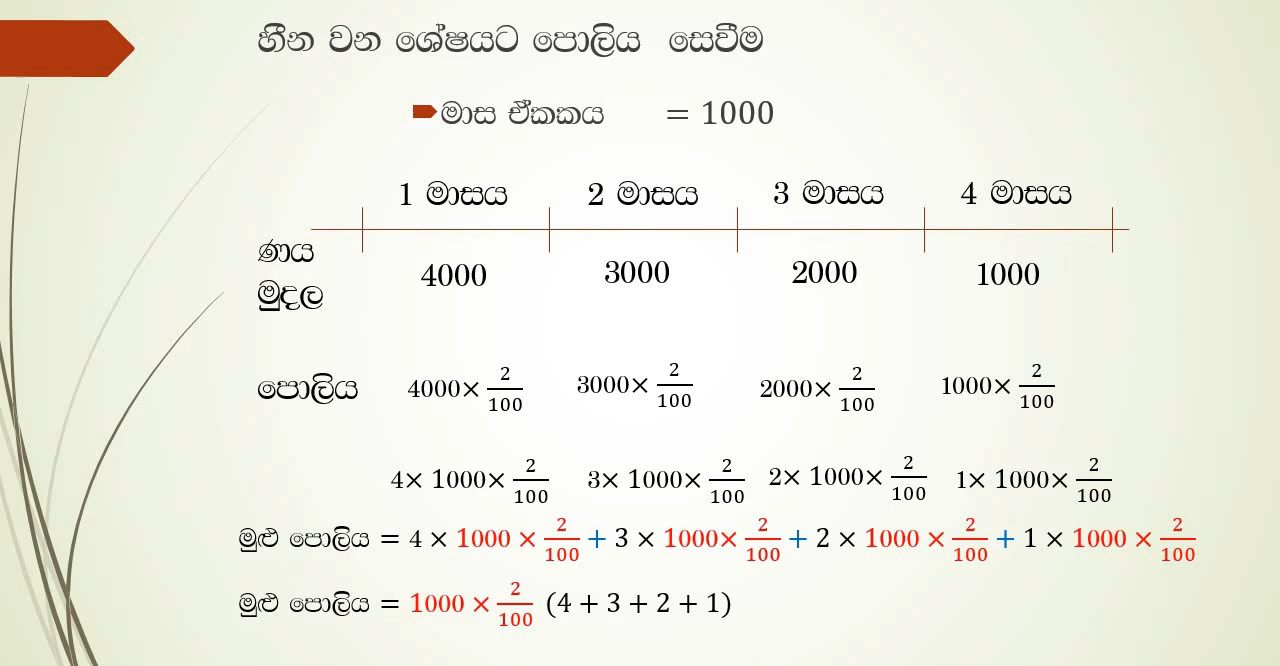 හීන වන ශේෂයට පොලිය සෙවීම
මාස ඒකකය = 1000
1 මාසය 2 මාසය 3 මාසය 4 මාසය
ණය
මුදල
4000 3000 2000 1000
පොලිය 4000× 2/100 3000× 2/100 2000× 2/100 1000× 2/100
4× 1000× 2/100 3× 1000× 2/100 2× 1000× 2/100 1× 1000× 2/100
මුළු පොලිය = 4 × 1000 × 2/100 + 3 × 1000× 2/100 + 2 × 1000 × 2/100 + 1 × 1000 × 2/100
මුළු පොලිය = 1000 × 2/100 (4 + 3 + 2 + 1)